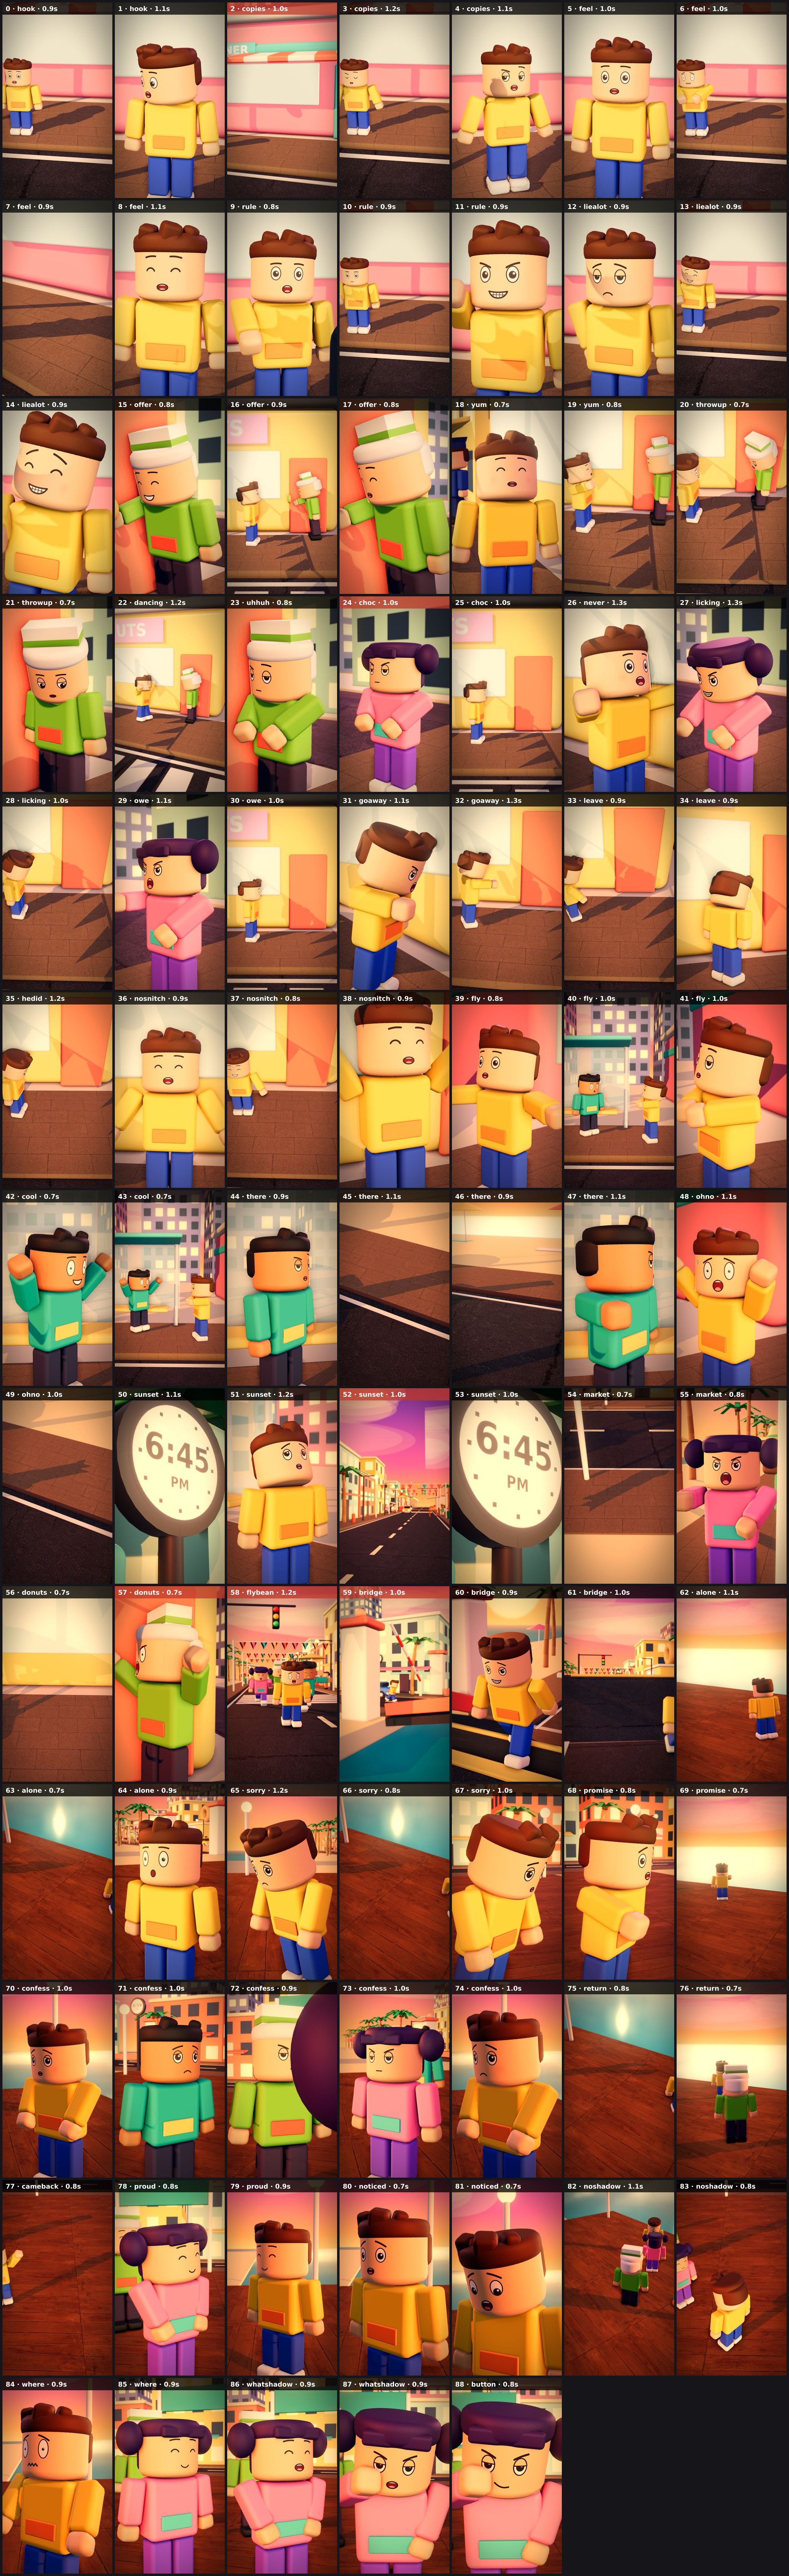 0 · hook · 0.9s
1 · hook · 1.1s
2 · copies · 1.0s
3 · copies · 1.2s
4 · copies · 1.1s
5 · feel · 1.0s
6 · feel · 1.0s
NER
7 · feel · 0.9s
8 · feel · 1.1s
9 · rule · 0.8s
10 · rule · 0.9s
11 · rule · 0.9s
12 · liealot · 0.9s
13 · liealot · 0.9s
14 · liealot · 0.9s
15 · offer · 0.8s
16 · offer · 0.9s
17 · offer · 0.8s
18 · yum · 0.7s
19 · yum · 0.8s
20 · throwup · 0.7s
S
21 · throwup · 0.7s
22 · dancing · 1.2s
23 · uhhuh · 0.8s
24 · choc · 1.0s
25 · choc · 1.0s
26 · never · 1.3s
27 · licking · 1.3s
UTS
S
28 · licking · 1.0s
29 · owe · 1.1s
30 · owe · 1.0s
31 · goaway · 1.1s
32 · goaway · 1.3s
33 · leave · 0.9s
34 · leave · 0.9s
S
35 · hedid · 1.2s
36 · nosnitch · 0.9s
37 · nosnitch · 0.8s
38 · nosnitch · 0.9s
39 · fly · 0.8s
40 · fly · 1.0s
41 · fly · 1.0s
42 · cool · 0.7s
43 · cool · 0.7s
44 · there · 0.9s
45 · there · 1.1s
46 · there · 0.9s
47 · there · 1.1s
48 · ohno · 1.1s
49 · ohno · 1.0s
50 · sunset · 1.1s
51 · sunset · 1.2s
52 · sunset · 1.0s
53 · sunset · 1.0s
54 · market · 0.7s
55 · market · 0.8s
6:45
PM
6:45
PM
56 · donuts · 0.7s
57 · donuts · 0.7s
58 · flybean · 1.2s
59 · bridge · 1.0s
60 · bridge · 0.9s
61 · bridge · 1.0s
62 · alone · 1.1s
63 · alone · 0.7s
64 · alone · 0.9s
65 · sorry · 1.2s
66 · sorry · 0.8s
67 · sorry · 1.0s
68 · promise · 0.8s
69 · promise · 0.7s
70 · confess · 1.0s
71 · confess · 1.0s
72 · confess · 0.9s
73 · confess · 1.0s
74 · confess · 1.0s
75 · return · 0.8s
76 · return · 0.7s
77 · cameback · 0.8s
78 · proud · 0.8s
79 · proud · 0.9s
80 · noticed · 0.7s
81 · noticed · 0.7s
82 · noshadow · 1.1s
83 · noshadow · 0.8s
84 · where · 0.9s
85 · where · 0.9s
86 · whatshadow · 0.9s
87 · whatshadow · 0.9s
88 · button · 0.8s